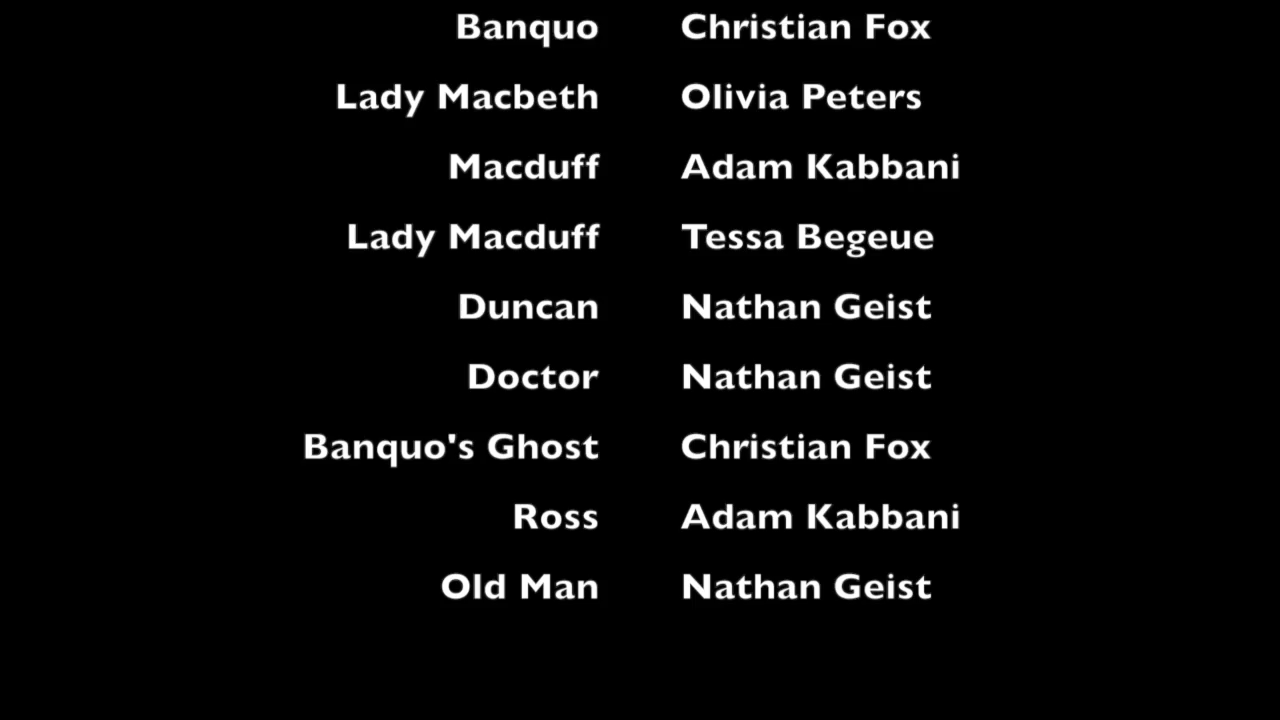 Banquo Christian Fox
Lady Macbeth Olivia Peters
Macduff Adam Kabbani
Lady Macduff Tessa Begeue
Duncan Nathan Geist
Doctor Nathan Geist
Banquo's Ghost Christian Fox
Ross Adam Kabbani
Old Man Nathan Geist